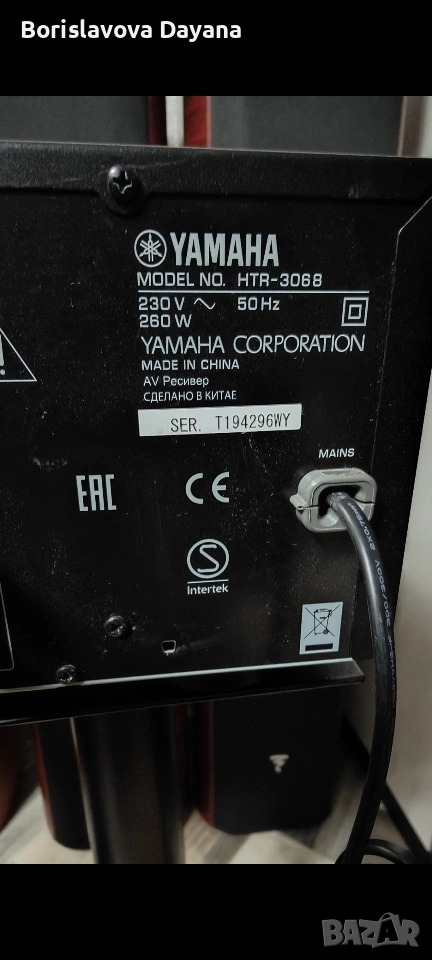 Borislavova Dayana
YAMAHA
MODEL NO. HTR-3068
230 V ~ 50 Hz
260 W
YAMAHA CORPORATION
MADE IN CHINA
AV Ресивер
СДЕЛАНО В КИТАЕ
SER. T194296WY
MAINS
EAC
CE
S
Intertek
BAZAR